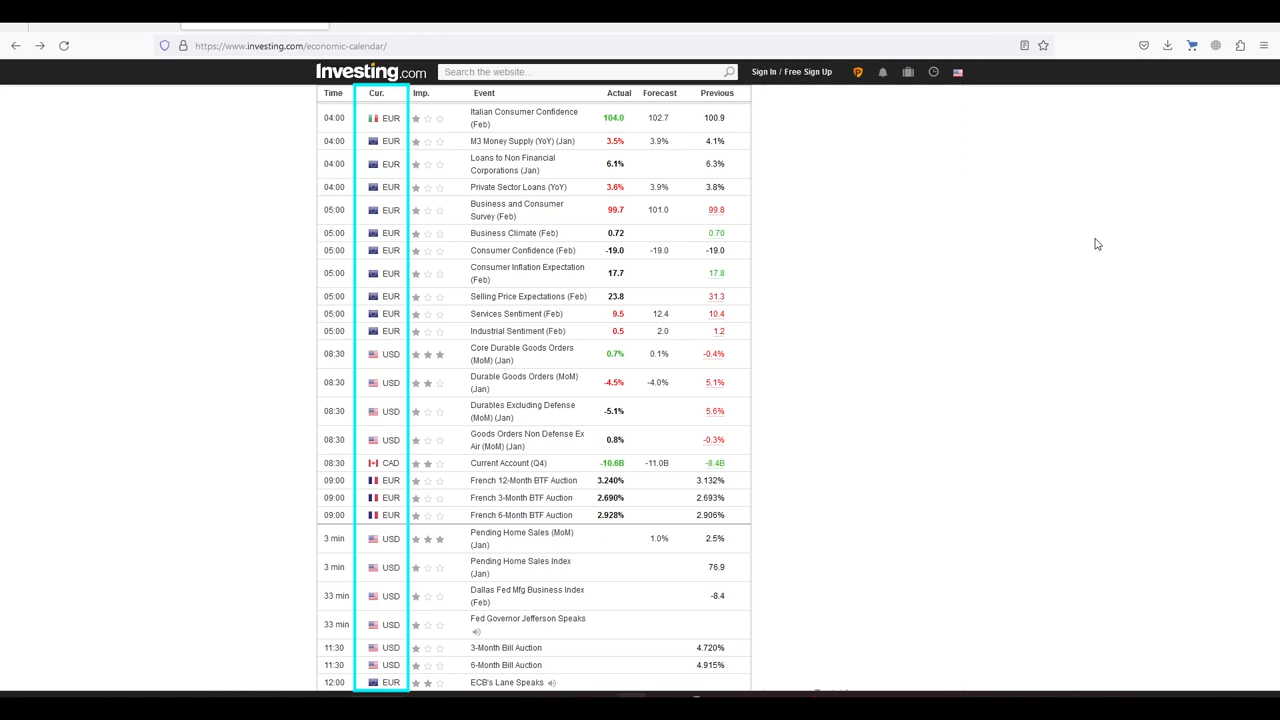 https://www.investing.com/economic-calendar/
Investing.com Search the website... Sign In / Free Sign Up
Time Cur. Imp. Event Actual Forecast Previous
04:00 EUR Italian Consumer Confidence (Feb) 104.0 102.7 100.9
04:00 EUR M3 Money Supply (YoY) (Jan) 3.5% 3.9% 4.1%
04:00 EUR Loans to Non Financial Corporations (Jan) 6.1% 6.3%
04:00 EUR Private Sector Loans (YoY) 3.6% 3.9% 3.8%
05:00 EUR Business and Consumer Survey (Feb) 99.7 101.0 99.8
05:00 EUR Business Climate (Feb) 0.72 0.70
05:00 EUR Consumer Confidence (Feb) -19.0 -19.0 -19.0
05:00 EUR Consumer Inflation Expectation (Feb) 17.7 17.8
05:00 EUR Selling Price Expectations (Feb) 23.8 31.3
05:00 EUR Services Sentiment (Feb) 9.5 12.4 10.4
05:00 EUR Industrial Sentiment (Feb) 0.5 2.0 1.2
08:30 USD Core Durable Goods Orders (MoM) (Jan) 0.7% 0.1% -0.4%
08:30 USD Durable Goods Orders (MoM) (Jan) -4.5% -4.0% 5.1%
08:30 USD Durables Excluding Defense (MoM) (Jan) -5.1% 5.6%
08:30 USD Goods Orders Non Defense Ex Air (MoM) (Jan) 0.8% -0.3%
08:30 CAD Current Account (Q4) -10.6B -11.0B -8.4B
09:00 EUR French 12-Month BTF Auction 3.240% 3.132%
09:00 EUR French 3-Month BTF Auction 2.690% 2.693%
09:00 EUR French 6-Month BTF Auction 2.928% 2.906%
3 min USD Pending Home Sales (MoM) (Jan) 1.0% 2.5%
3 min USD Pending Home Sales Index (Jan) 76.9
33 min USD Dallas Fed Mfg Business Index (Feb) -8.4
33 min USD Fed Governor Jefferson Speaks
11:30 USD 3-Month Bill Auction 4.720%
11:30 USD 6-Month Bill Auction 4.915%
12:00 EUR ECB's Lane Speaks